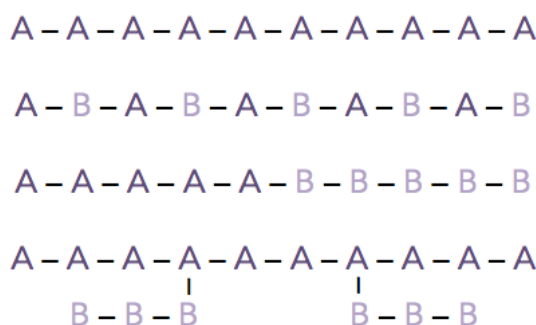 A – A – A – A – A – A – A – A – A – A
A – B – A – B – A – B – A – B – A – B
A – A – A – A – A – B – B – B – B – B
A – A – A – A – A – A – A – A – A – A
B – B – B B – B – B